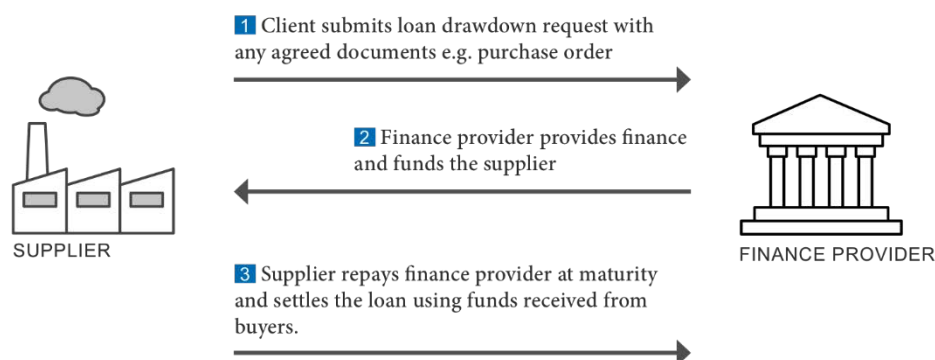 1 Client submits loan drawdown request with
any agreed documents e.g. purchase order
2 Finance provider provides finance
and funds the supplier
SUPPLIER
FINANCE PROVIDER
3 Supplier repays finance provider at maturity
and settles the loan using funds received from
buyers.